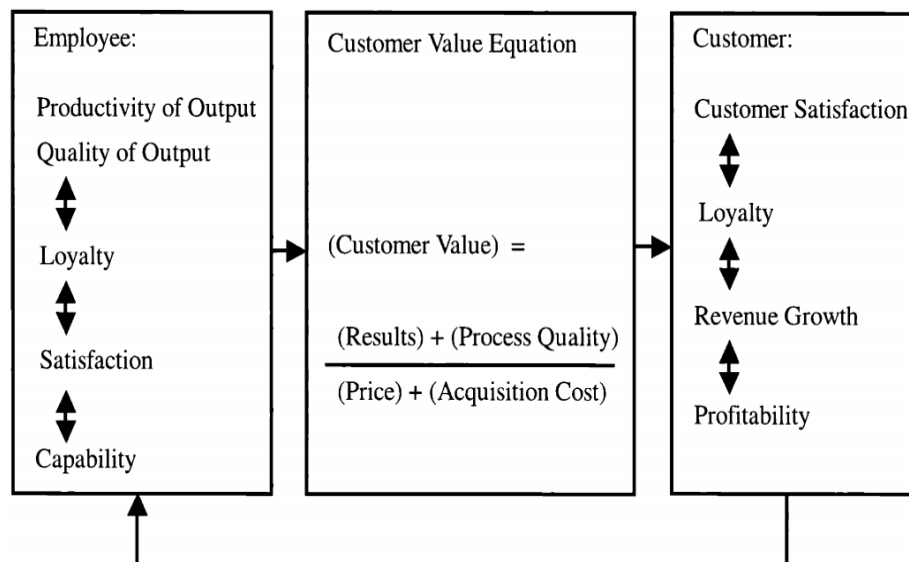 Employee:
Productivity of Output
Quality of Output
Loyalty
Satisfaction
Capability
Customer Value Equation
(Customer Value) =
(Results) + (Process Quality)
(Price) + (Acquisition Cost)
Customer:
Customer Satisfaction
Loyalty
Revenue Growth
Profitability